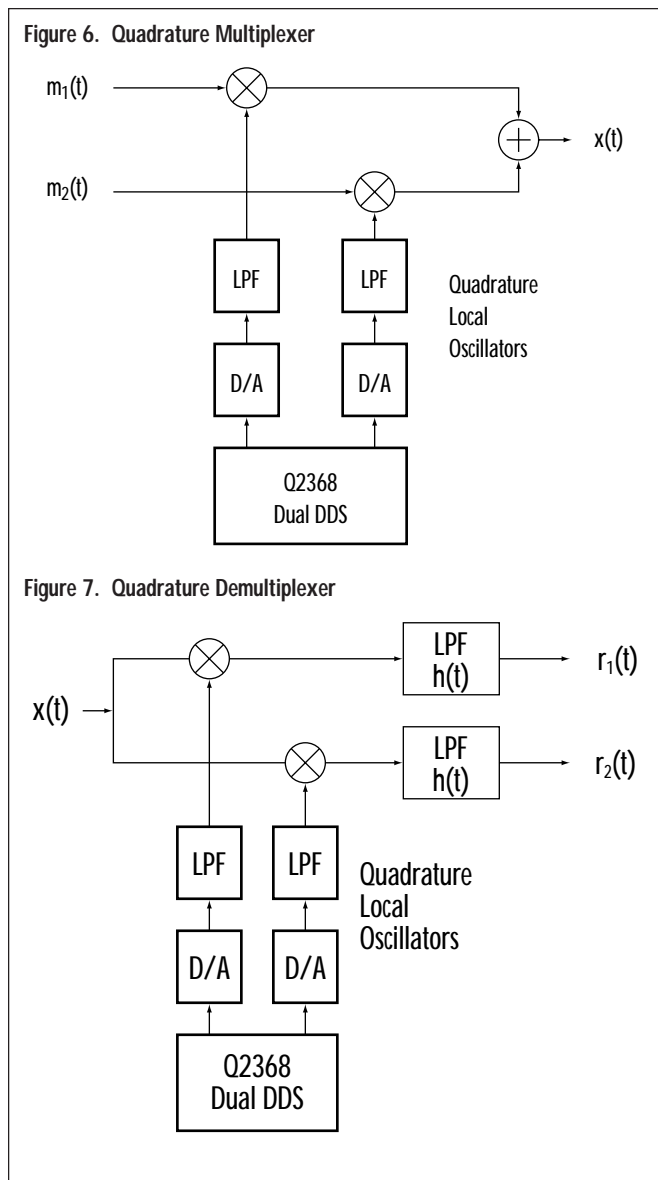 Figure 6. Quadrature Multiplexer
m₁(t)
x(t)
m₂(t)
LPF
LPF
Quadrature
Local
Oscillators
D/A
D/A
Q2368
Dual DDS
Figure 7. Quadrature Demultiplexer
LPF
h(t)
r₁(t)
x(t)
LPF
h(t)
r₂(t)
LPF
LPF
Quadrature
Local
Oscillators
D/A
D/A
Q2368
Dual DDS